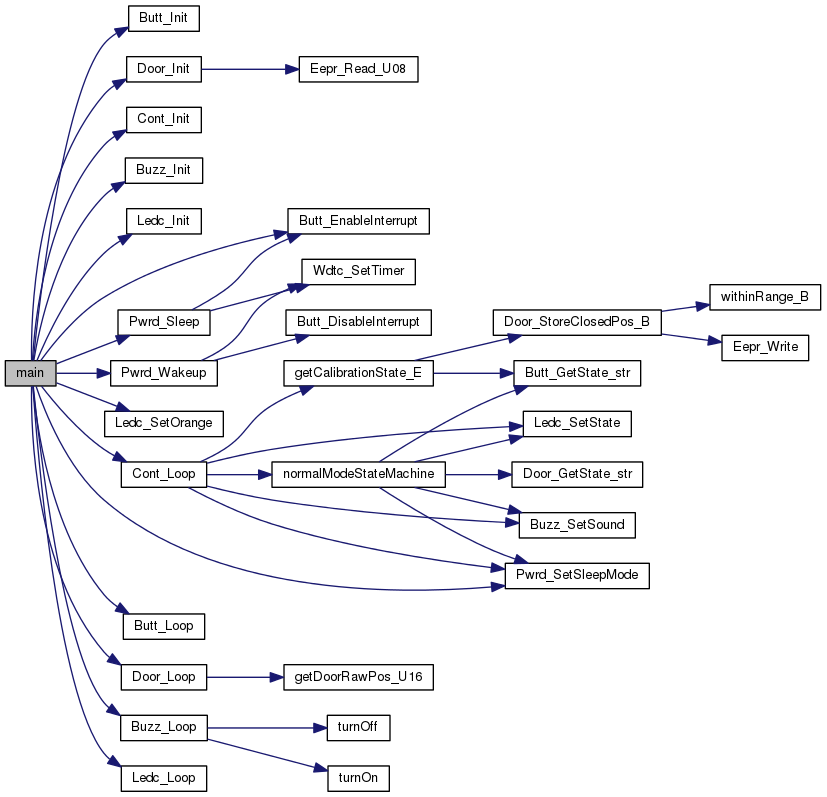 Butt_Init
Door_Init
Eepr_Read_U08
Cont_Init
Buzz_Init
Ledc_Init
Butt_EnableInterrupt
Wdtc_SetTimer
withinRange_B
Pwrd_Sleep
Butt_DisableInterrupt
Door_StoreClosedPos_B
Eepr_Write
main
Pwrd_Wakeup
getCalibrationState_E
Butt_GetState_str
Ledc_SetOrange
Ledc_SetState
Cont_Loop
normalModeStateMachine
Door_GetState_str
Buzz_SetSound
Pwrd_SetSleepMode
Butt_Loop
Door_Loop
getDoorRawPos_U16
Buzz_Loop
turnOff
Ledc_Loop
turnOn